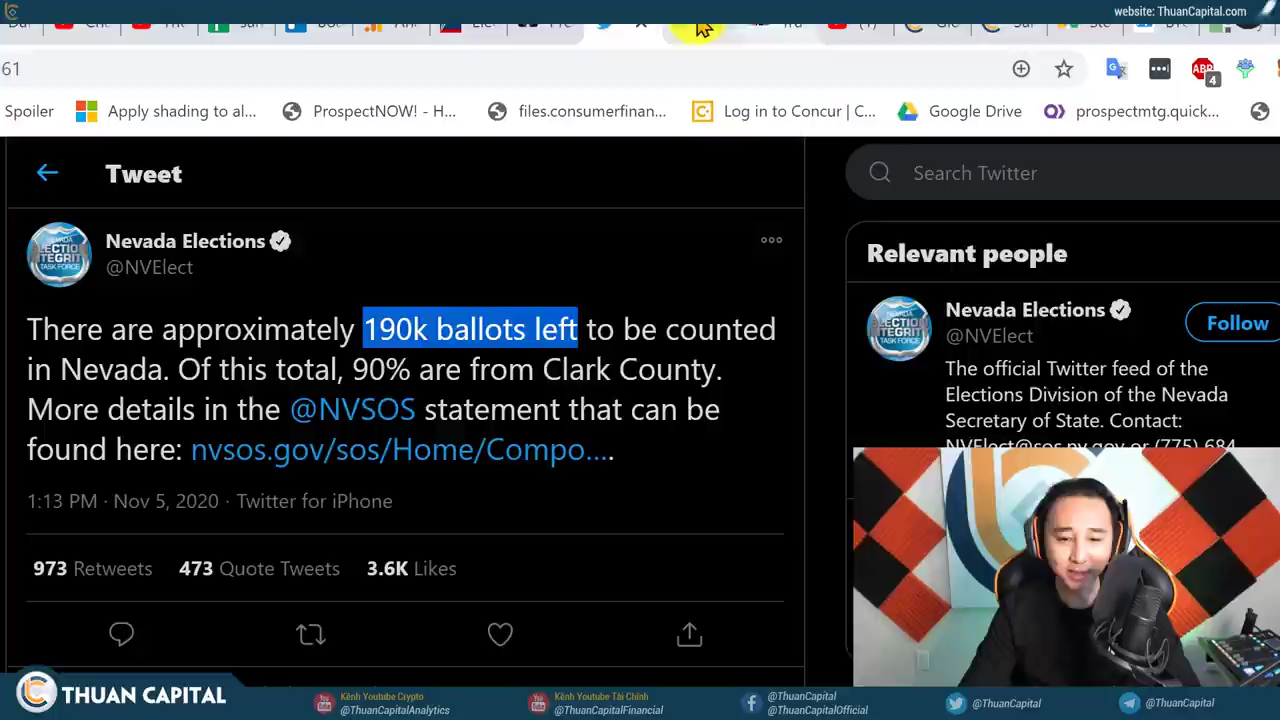 website: ThuanCapital.com
61
ABP
4
Spoiler
Apply shading to al...
ProspectNOW! - H...
files.consumerfinan...
Log in to Concur | C...
Google Drive
prospectmtg.quick...
Tweet
Search Twitter
Nevada Elections
@NVElect
There are approximately 190k ballots left to be counted
in Nevada. Of this total, 90% are from Clark County.
More details in the @NVSOS statement that can be
found here: nvsos.gov/sos/Home/Compo....
1:13 PM · Nov 5, 2020 · Twitter for iPhone
973 Retweets 473 Quote Tweets 3.6K Likes
Relevant people
Nevada Elections
@NVElect
Follow
The official Twitter feed of the
Elections Division of the Nevada
Secretary of State. Contact:
NVElect@sos.nv.gov or (775) 684
THUAN CAPITAL
Kênh Youtube Crypto
@ThuanCapitalAnalytics
Kênh Youtube Tài Chính
@ThuanCapitalFinancial
@ThuanCapital
@ThuanCapitalOfficial
@ThuanCapital
@ThuanCapital